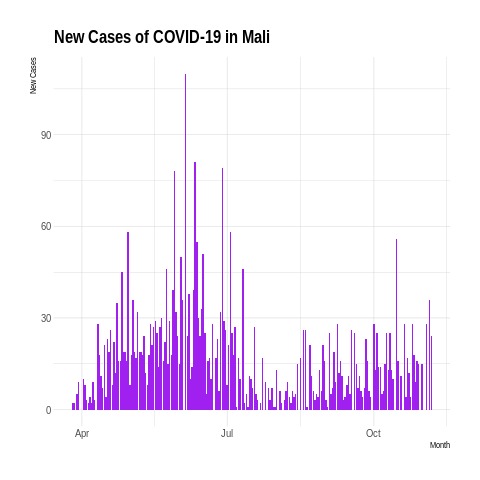 New Cases of COVID-19 in Mali
New Cases
90
60
30
0
Apr
Jul
Oct
Month